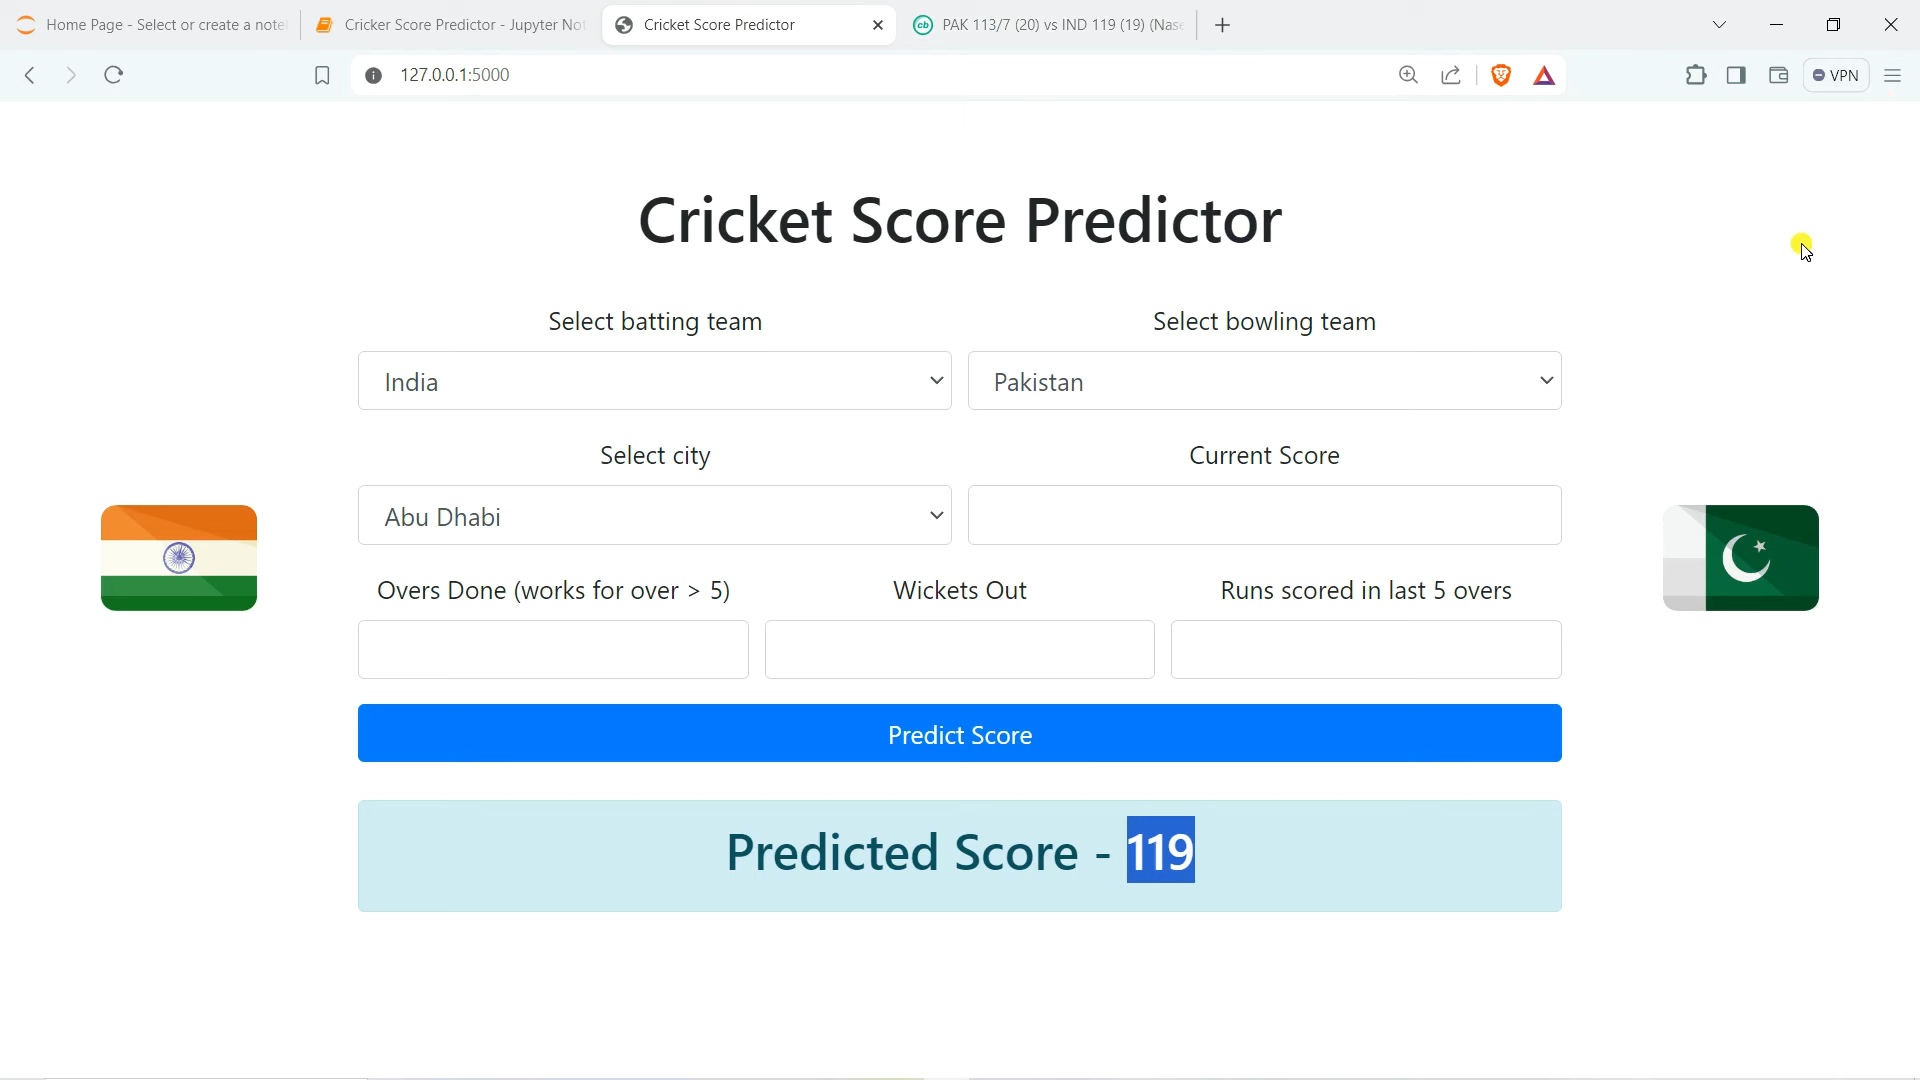 Home Page - Select or create a note
Cricker Score Predictor - Jupyter Not
Cricket Score Predictor
cb
PAK 113/7 (20) vs IND 119 (19) (Nass
127.0.0.1:5000
VPN
Cricket Score Predictor
Select batting team
Select bowling team
India
Pakistan
Select city
Current Score
Abu Dhabi
Overs Done (works for over > 5)
Wickets Out
Runs scored in last 5 overs
Predict Score
Predicted Score - 119